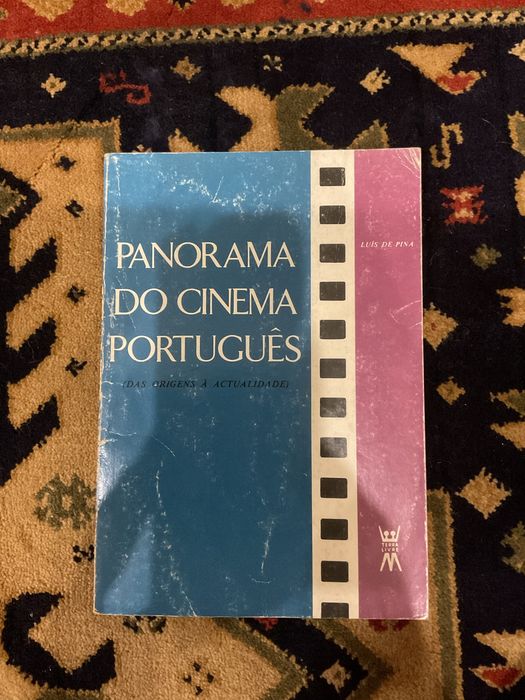 PANORAMA
DO CINEMA
PORTUGUÊS
(DAS ORIGENS À ACTUALIDADE)
LUÍS DE PINA
TERRA
LIVRE